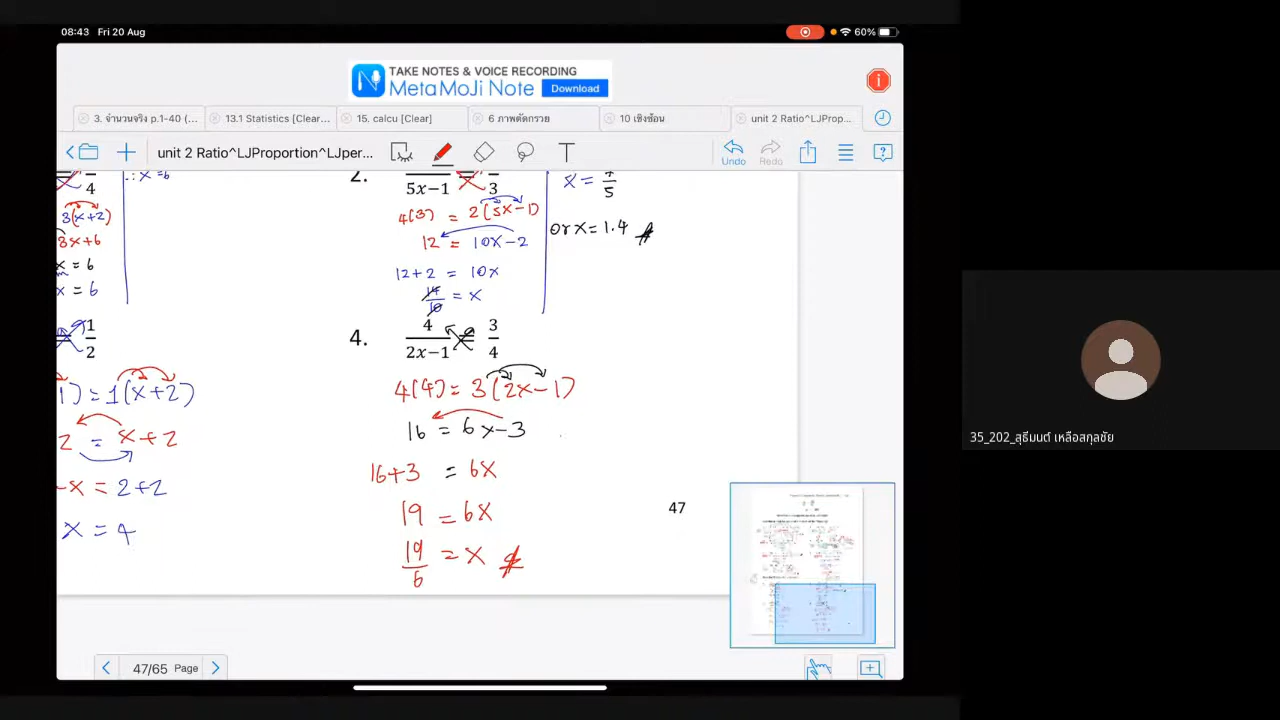 08:43 Fri 20 Aug
60%
TAKE NOTES & VOICE RECORDING
MetaMoJi Note Download
3. จำนวนจริง p.1-40 (...
13.1 Statistics [Clear...
15. calcu [Clear]
6 ภาพตัดกรวย
10 เชิงซ้อน
unit 2 Ratio^LJProp...
unit 2 Ratio^LJProportion^LJper...
T
Undo
Redo
4
∴ x = 6
3(x+2)
3x+6
x = 6
x = 6
2.
5x−1 = 3
4(3) = 2(5x−1)
12 = 10x−2
12+2 = 10x
14/10 = x
5
or x = 1.4
= 1/2
1) = 1(x+2)
2 = x+2
-x = 2+2
x = 4
4. 4/(2x−1) = 3/4
4(4) = 3(2x−1)
16 = 6x−3
16+3 = 6x
19 = 6x
19/6 = x
47
47/65 Page
35_202_สุธีมนต์ เหลือสกุลชัย